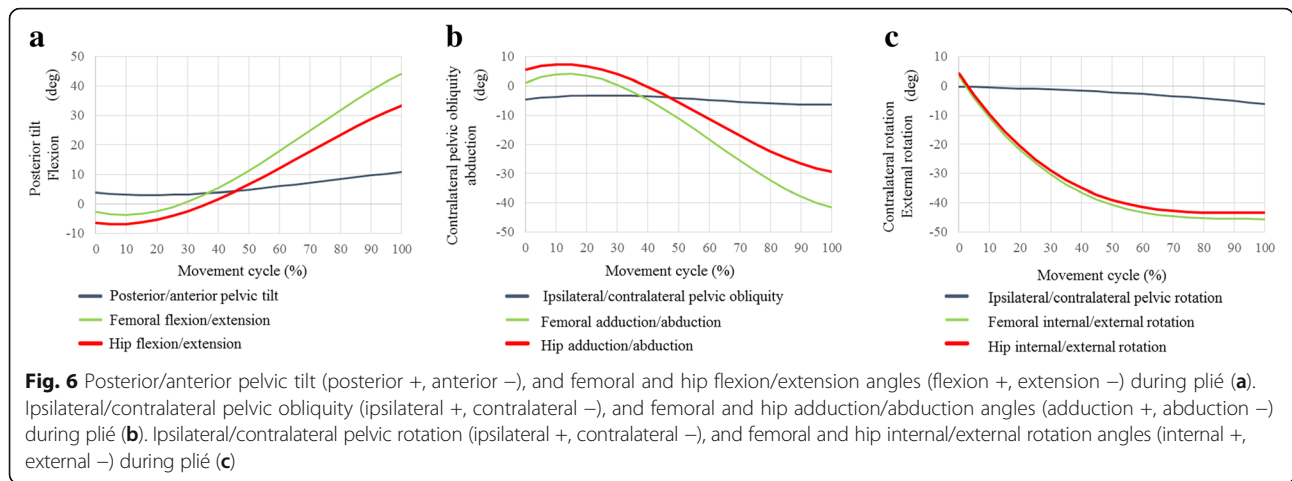 a
Posterior tilt
Flexion
(deg)
50
40
30
20
10
0
-10
0 10 20 30 40 50 60 70 80 90 100
Movement cycle (%)
Posterior/anterior pelvic tilt
Femoral flexion/extension
Hip flexion/extension
b
Contralateral pelvic obliquity
abduction
(deg)
10
0
-10
-20
-30
-40
-50
0 20 40 60 80 100
Movement cycle (%)
Ipsilateral/contralateral pelvic obliquity
Femoral adduction/abduction
Hip adduction/abduction
c
Contralateral rotation
External rotation
(deg)
10
0
-10
-20
-30
-40
-50
0 10 20 30 40 50 60 70 80 90 100
Movement cycle (%)
Ipsilateral/contralateral pelvic rotation
Femoral internal/external rotation
Hip internal/external rotation
Fig. 6 Posterior/anterior pelvic tilt (posterior +, anterior −), and femoral and hip flexion/extension angles (flexion +, extension −) during plié (a).
Ipsilateral/contralateral pelvic obliquity (ipsilateral +, contralateral −), and femoral and hip adduction/abduction angles (adduction +, abduction −)
during plié (b). Ipsilateral/contralateral pelvic rotation (ipsilateral +, contralateral −), and femoral and hip internal/external rotation angles (internal +,
external −) during plié (c)